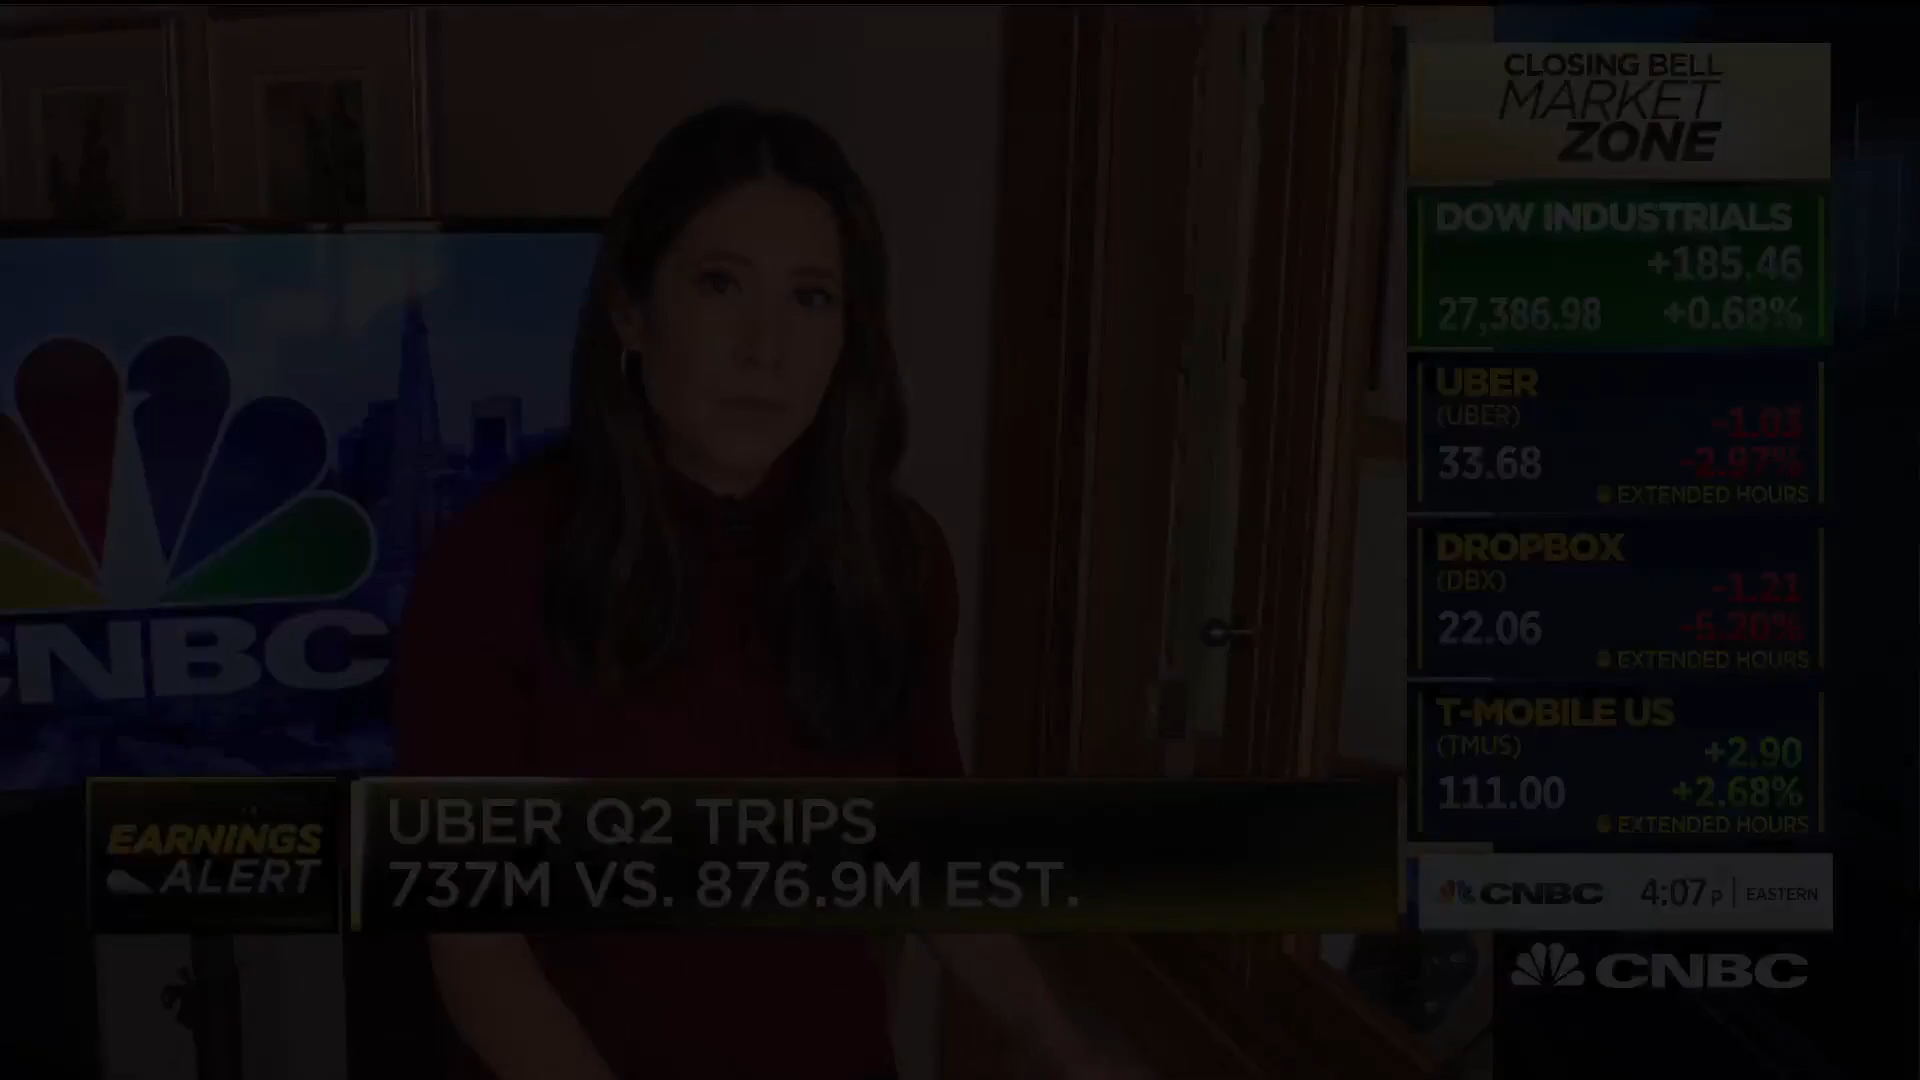 CLOSING BELL
MARKET
ZONE
DOW INDUSTRIALS
+185.46
27,386.98 +0.68%
UBER
(UBER)
-1.03
33.68 -2.97%
EXTENDED HOURS
DROPBOX
(DBX)
-1.21
22.06 -5.20%
EXTENDED HOURS
T-MOBILE US
(TMUS)
+2.90
111.00 +2.68%
EXTENDED HOURS
CNBC 4:07p EASTERN
CNBC
CNBC
EARNINGS
ALERT
UBER Q2 TRIPS
737M VS. 876.9M EST.